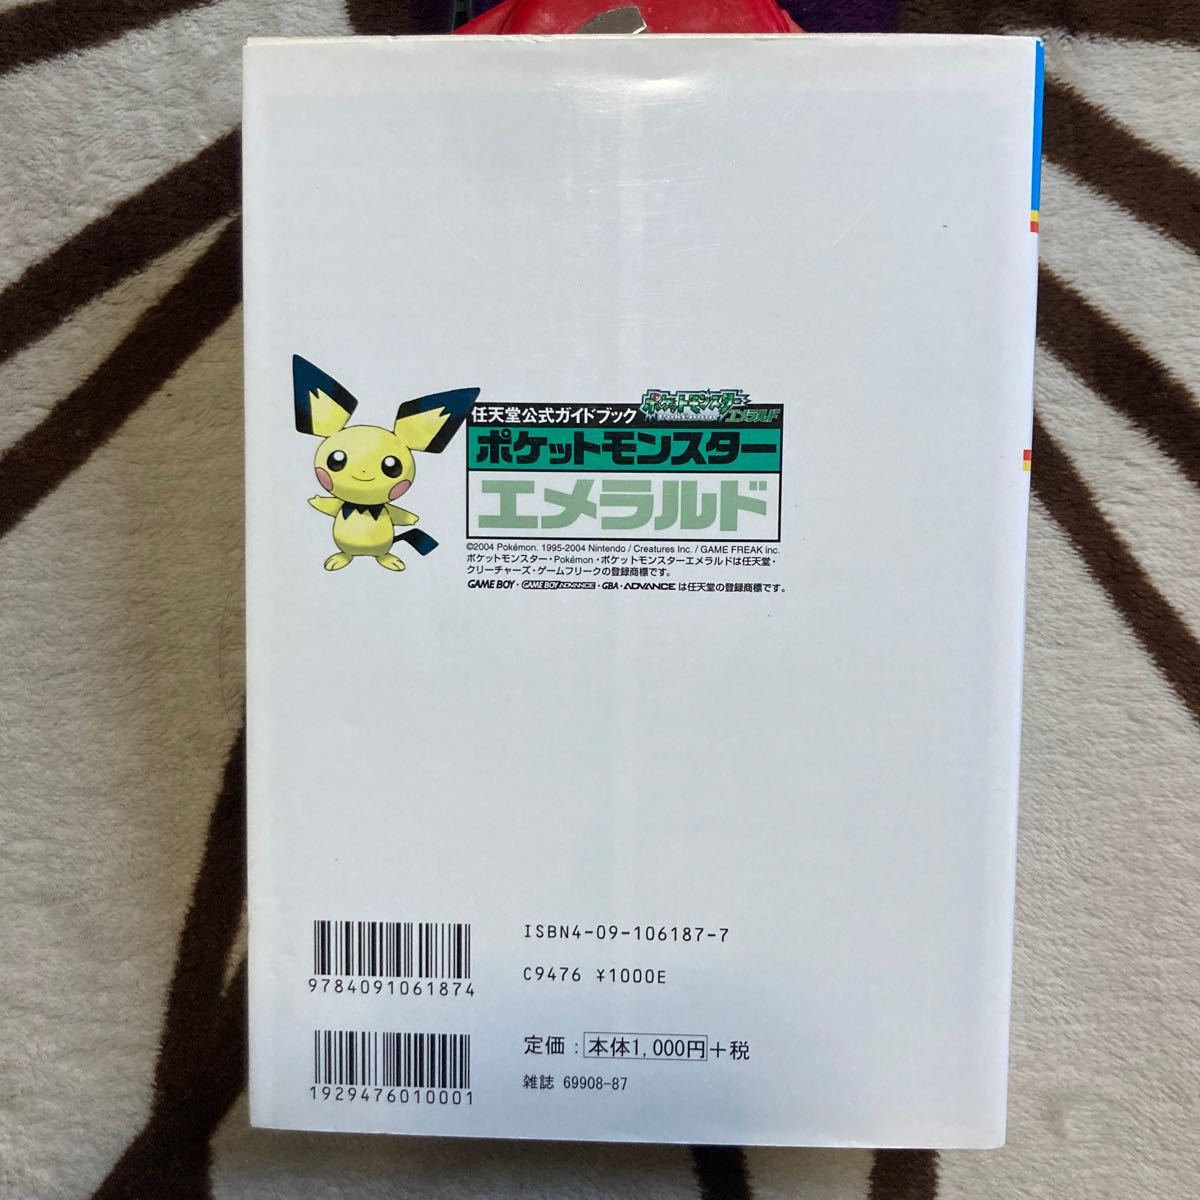 任天堂公式ガイドブック
ポケットモンスター
エメラルド
ポケットモンスター
エメラルド
©2004 Pokémon. 1995-2004 Nintendo / Creatures Inc. / GAME FREAK inc.
ポケットモンスター・Pokémon・ポケットモンスターエメラルドは任天堂・
クリーチャーズ・ゲームフリークの登録商標です。
GAME BOY・GAME BOY ADVANCE・GBA・ADVANCE は任天堂の登録商標です。
ISBN4-09-106187-7
C9476 ¥1000E
9784091061874
定価：本体1,000円+税
雑誌 69908-87
1929476010001